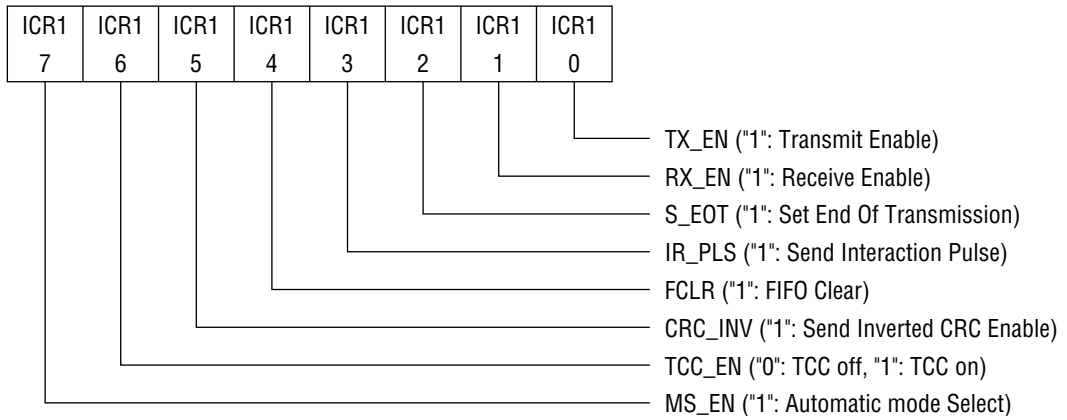 ICR1 ICR1 ICR1 ICR1 ICR1 ICR1 ICR1 ICR1
7 6 5 4 3 2 1 0
TX_EN ("1": Transmit Enable)
RX_EN ("1": Receive Enable)
S_EOT ("1": Set End Of Transmission)
IR_PLS ("1": Send Interaction Pulse)
FCLR ("1": FIFO Clear)
CRC_INV ("1": Send Inverted CRC Enable)
TCC_EN ("0": TCC off, "1": TCC on)
MS_EN ("1": Automatic mode Select)